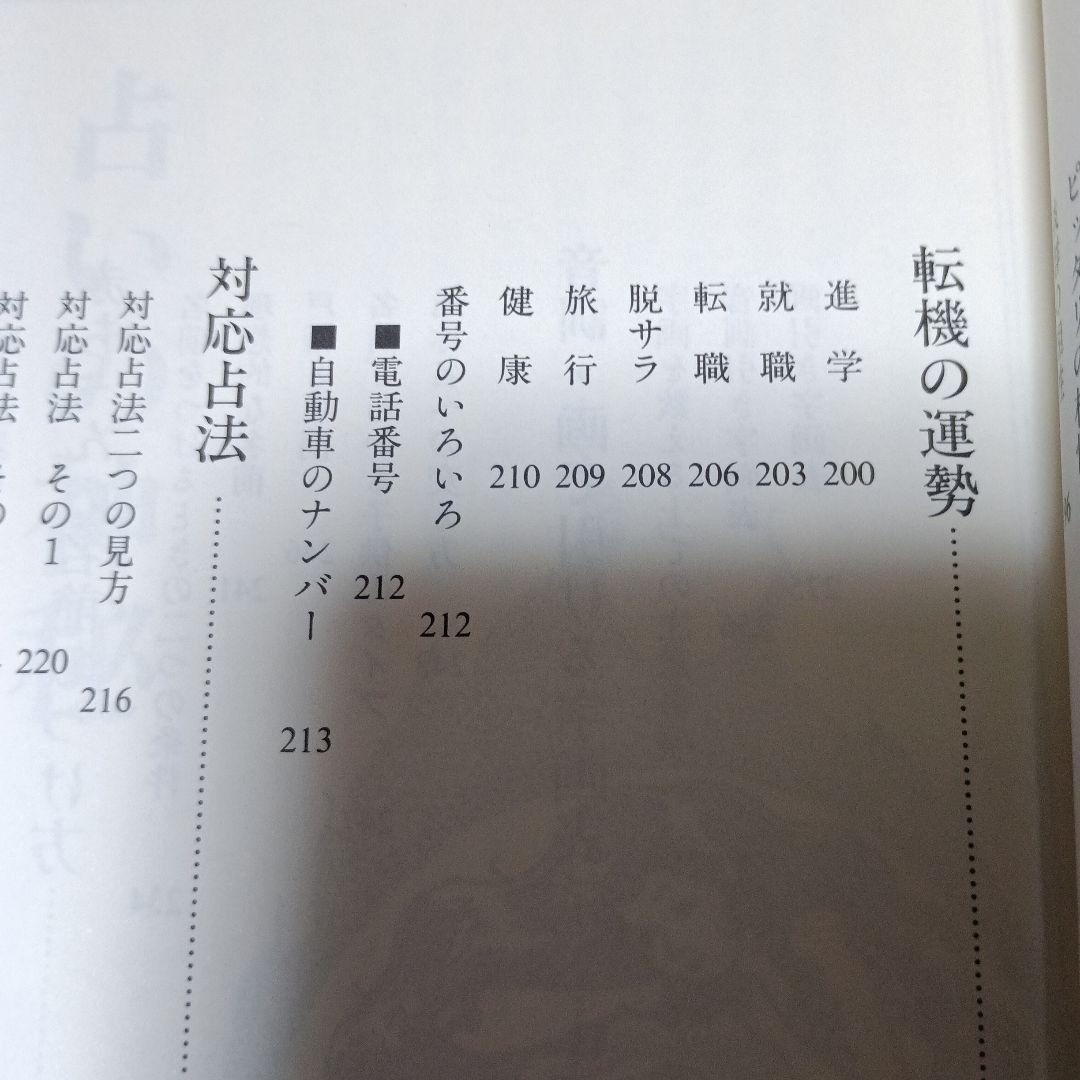 転機の運勢
進学 200
就職 203
転職 206
脱サラ 208
旅行 209
健康 210
番号のいろいろ 212
■電話番号 212
■自動車のナンバー 213
対応占法
対応占法二つの見方 216
対応占法 その1 220
対応占法